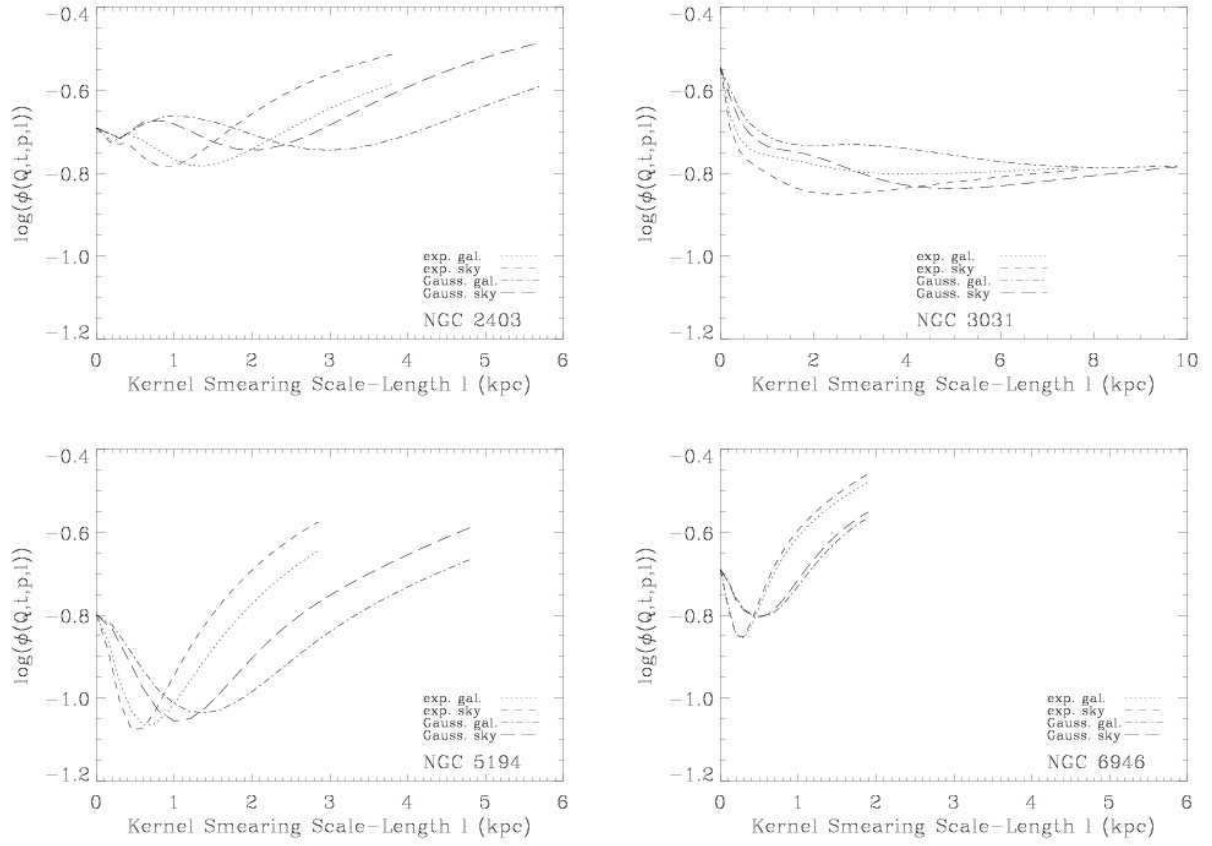 −0.4
−0.6
−0.8
−1.0
−1.2
log(ϕ(Q,t,p,l))
exp. gal.
exp. sky
Gauss. gal.
Gauss. sky
NGC 2403
0 1 2 3 4 5 6
Kernel Smearing Scale−Length l (kpc)
−0.4
−0.6
−0.8
−1.0
−1.2
log(ϕ(Q,t,p,l))
exp. gal.
exp. sky
Gauss. gal.
Gauss. sky
NGC 3031
0 2 4 6 8 10
Kernel Smearing Scale−Length l (kpc)
−0.4
−0.6
−0.8
−1.0
−1.2
log(ϕ(Q,t,p,l))
exp. gal.
exp. sky
Gauss. gal.
Gauss. sky
NGC 5194
0 1 2 3 4 5 6
Kernel Smearing Scale−Length l (kpc)
−0.4
−0.6
−0.8
−1.0
−1.2
log(ϕ(Q,t,p,l))
exp. gal.
exp. sky
Gauss. gal.
Gauss. sky
NGC 6946
0 1 2 3 4 5 6
Kernel Smearing Scale−Length l (kpc)